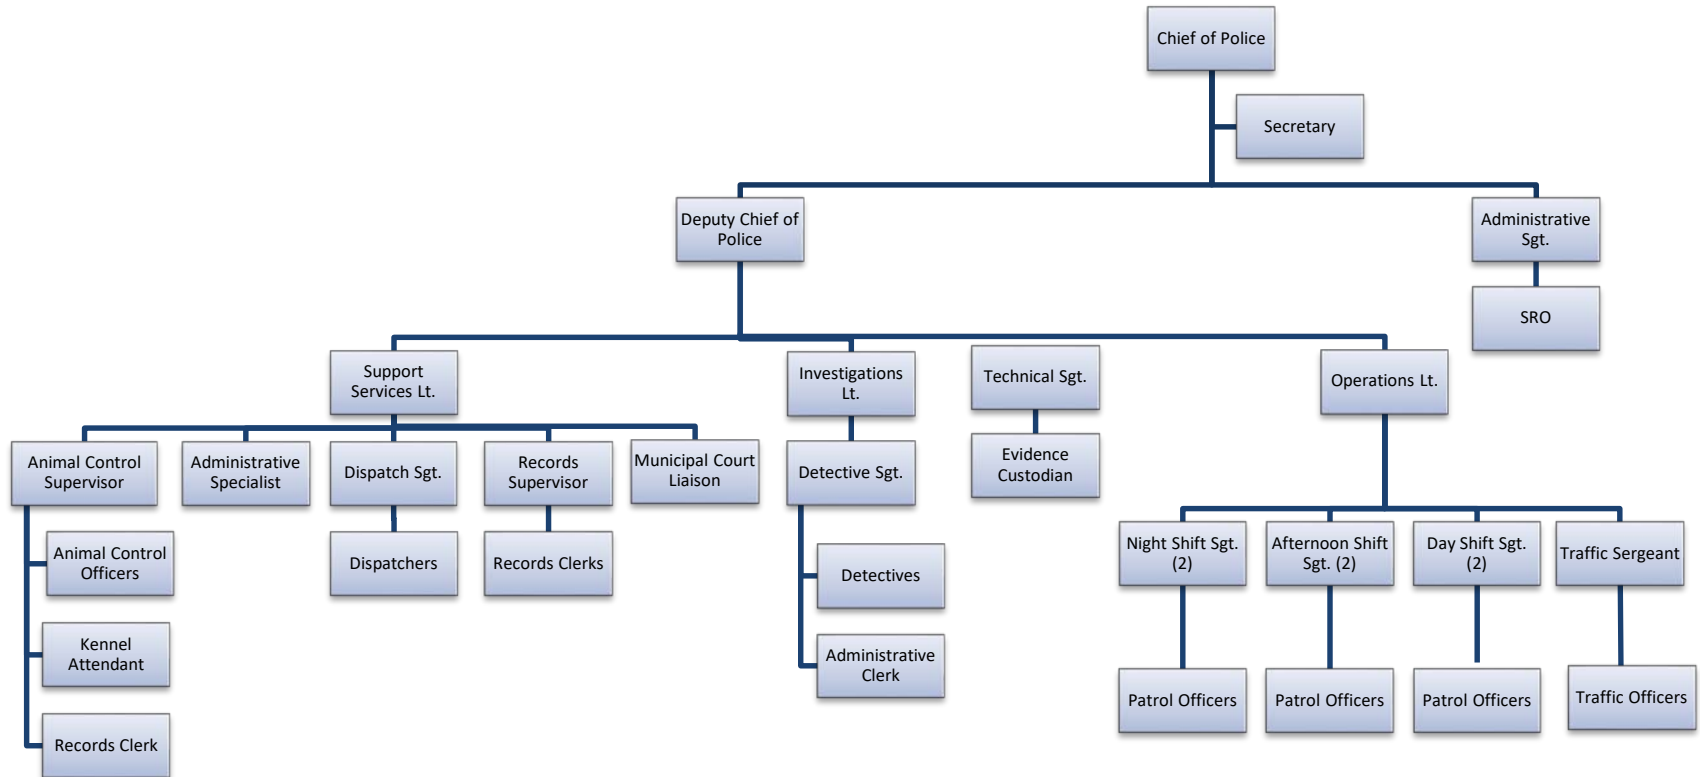 Chief of Police
Secretary
Deputy Chief of
Police
Administrative
Sgt.
SRO
Support
Services Lt.
Investigations
Lt.
Technical Sgt.
Operations Lt.
Animal Control
Supervisor
Administrative
Specialist
Dispatch Sgt.
Records
Supervisor
Municipal Court
Liaison
Detective Sgt.
Evidence
Custodian
Animal Control
Officers
Dispatchers
Records Clerks
Detectives
Night Shift Sgt.
(2)
Afternoon Shift
Sgt. (2)
Day Shift Sgt.
(2)
Traffic Sergeant
Kennel
Attendant
Administrative
Clerk
Patrol Officers
Patrol Officers
Patrol Officers
Traffic Officers
Records Clerk